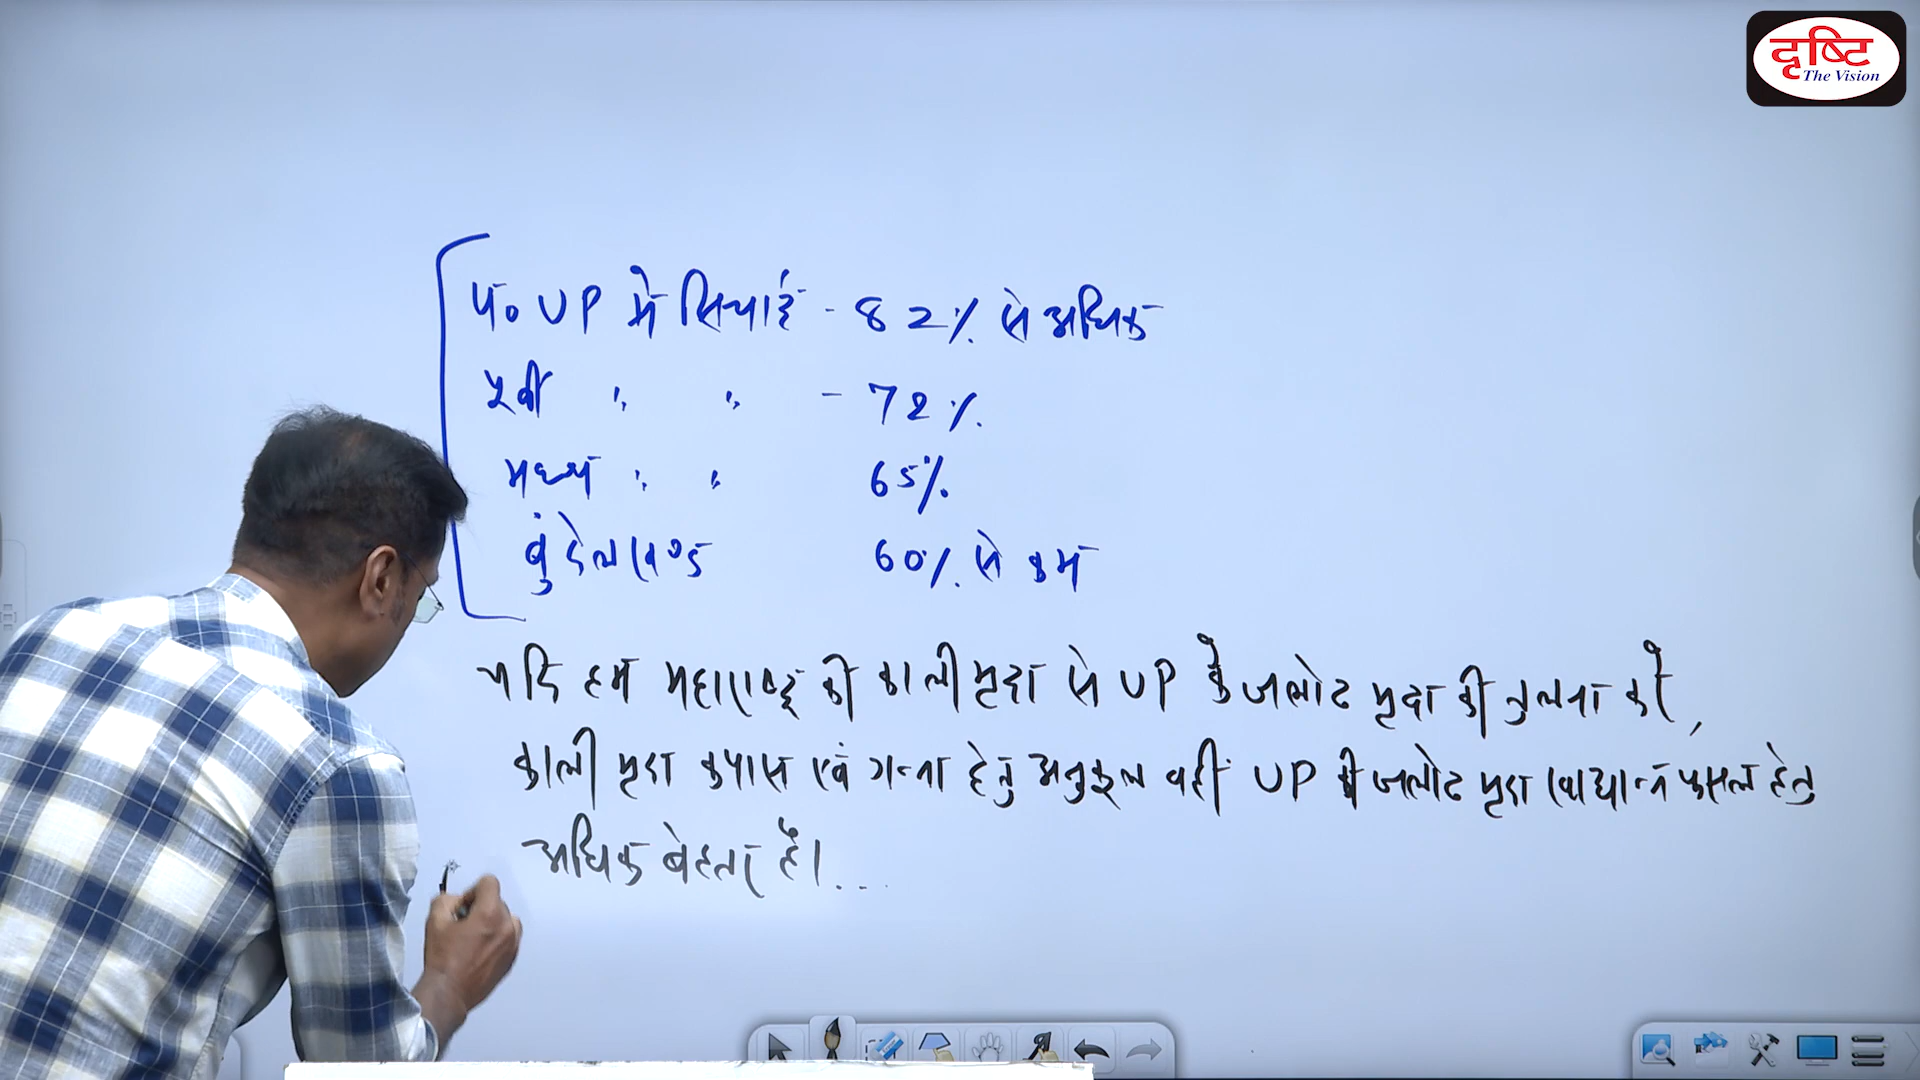 दृष्टि
The Vision
प० UP में सिंचाई - 82% से अधिक
पूर्वी " " - 72%.
मध्य " " 65%.
बुंदेलखण्ड 60%. से कम
यदि हम महाराष्ट्र की काली मृदा से UP के जलोढ मृदा की तुलना करें,
काली मृदा कपास एवं गन्ना हेतु अनुकूल वहीं UP की जलोढ मृदा खाद्यान्न फसल हेतु
अधिक बेहतर है।...